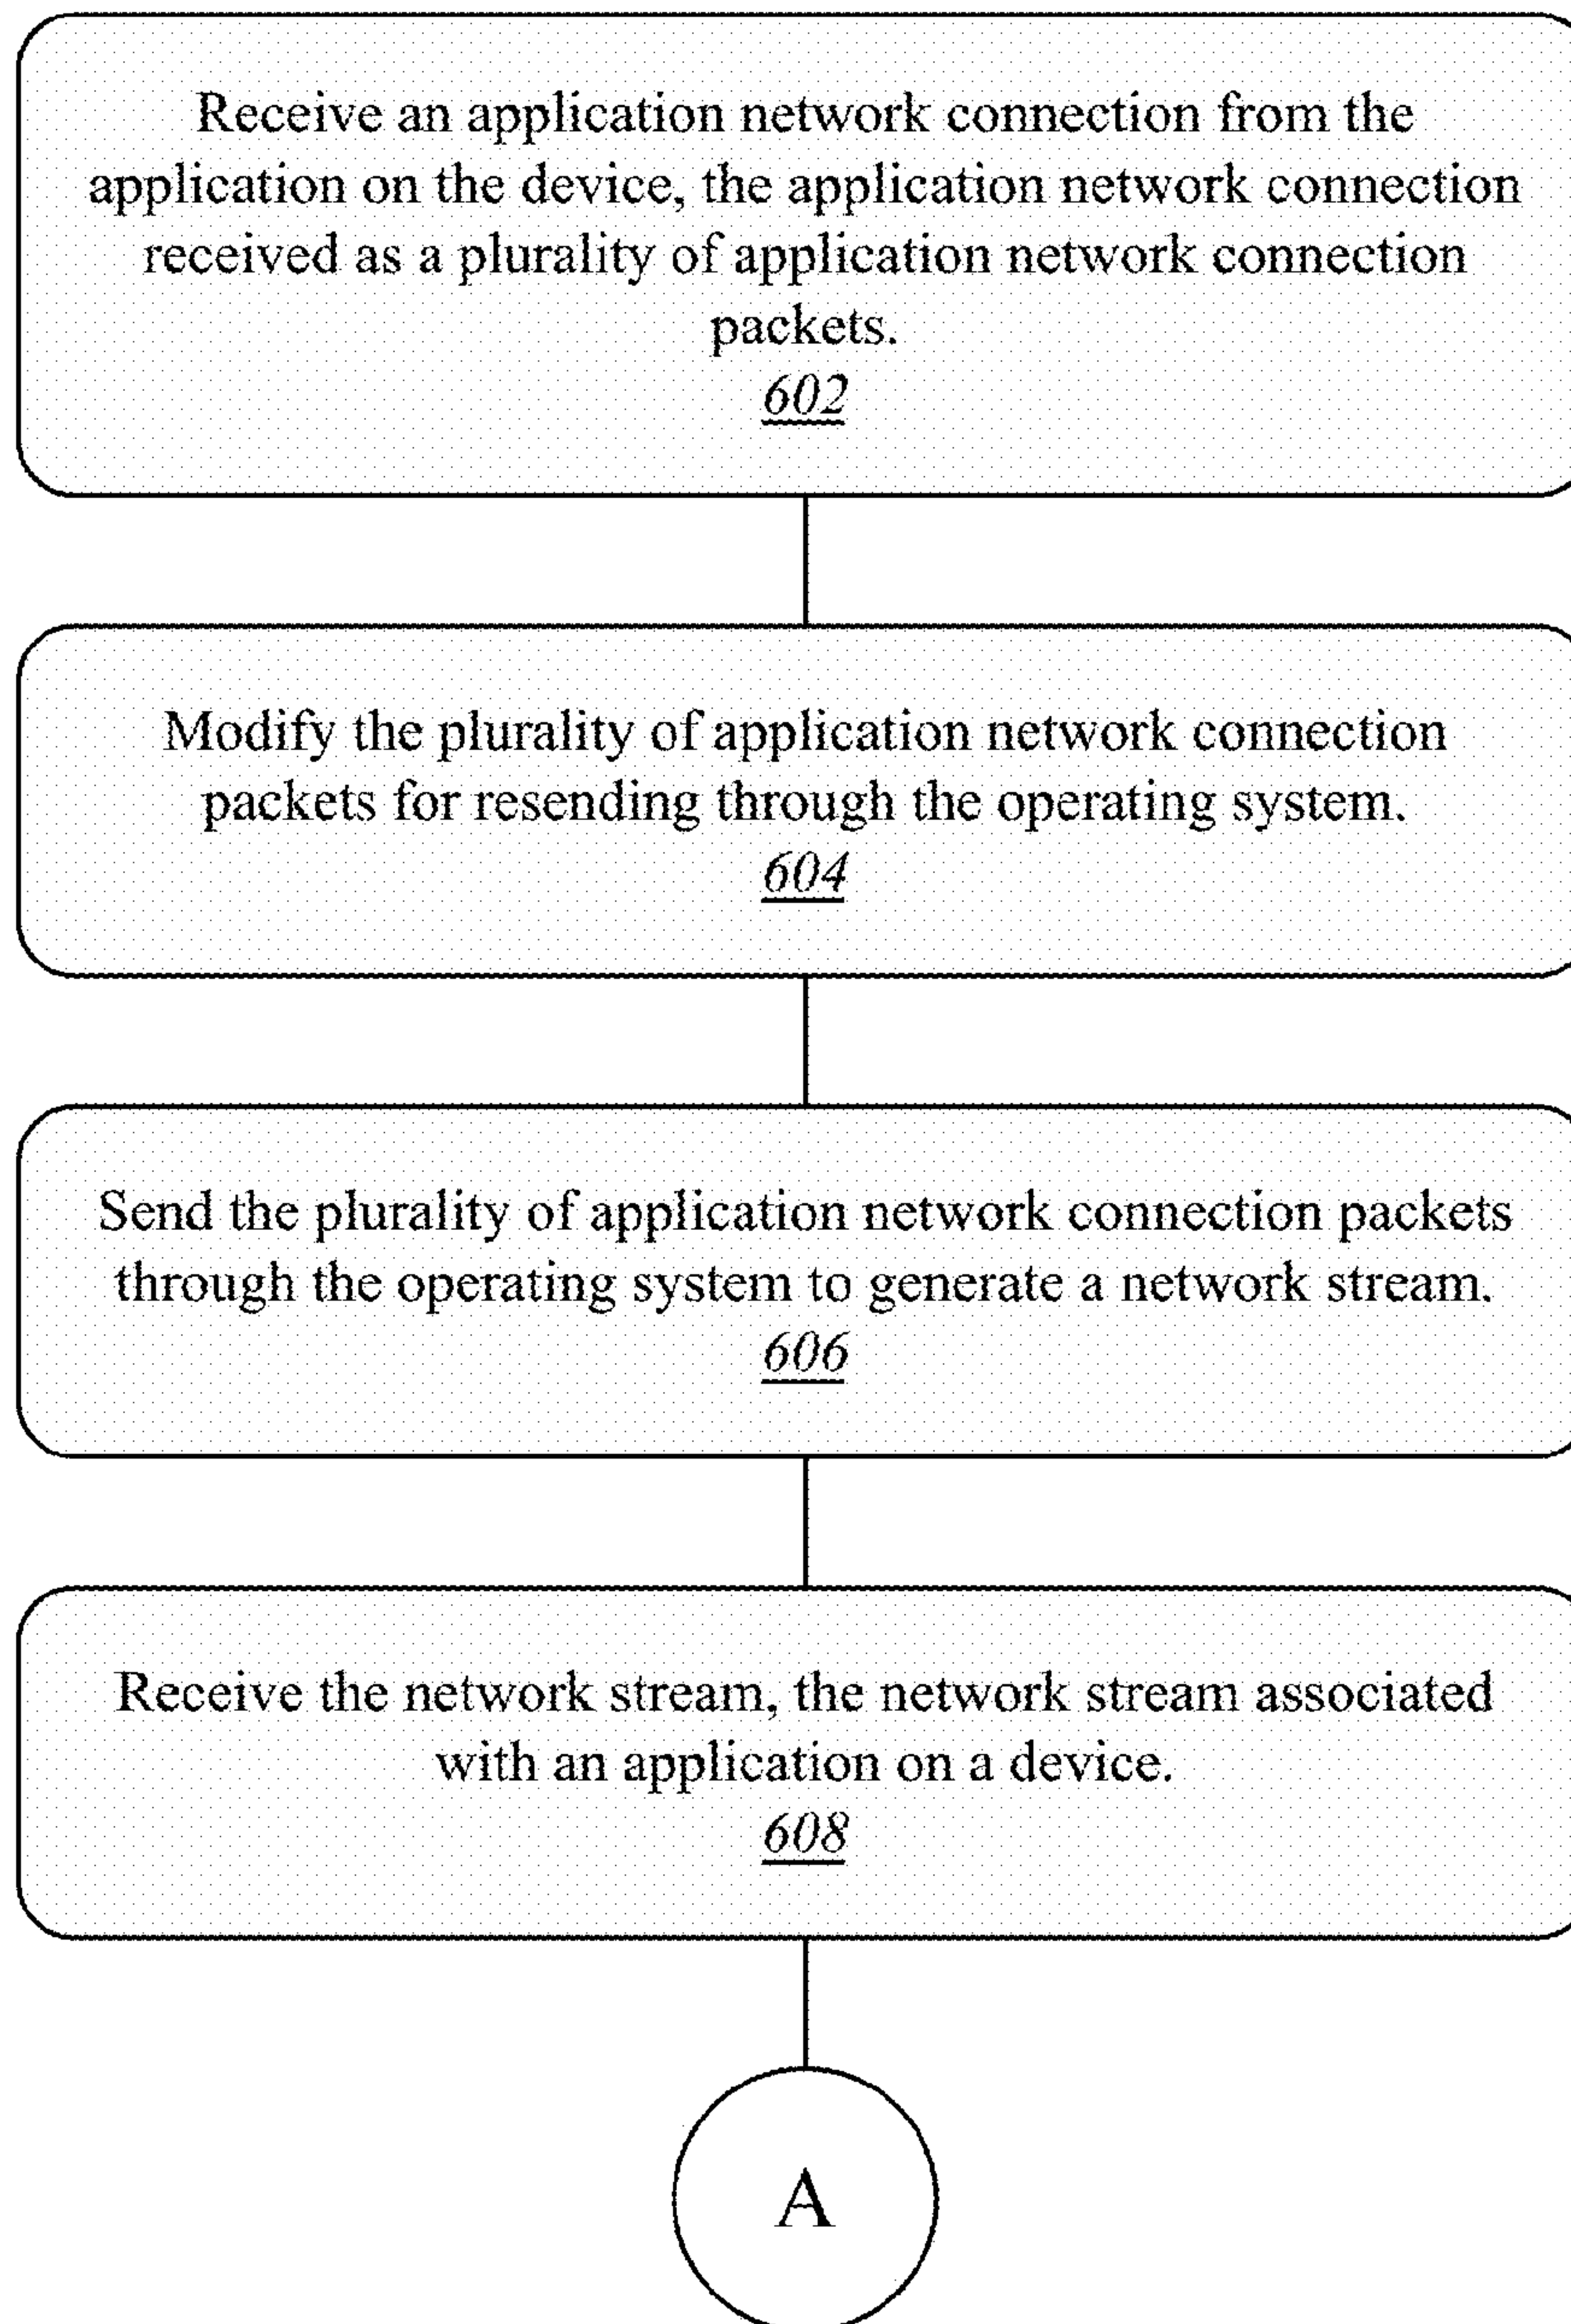 Receive an application network connection from the
application on the device, the application network connection
received as a plurality of application network connection
packets.
602
Modify the plurality of application network connection
packets for resending through the operating system.
604
Send the plurality of application network connection packets
through the operating system to generate a network stream.
606
Receive the network stream, the network stream associated
with an application on a device.
608
A